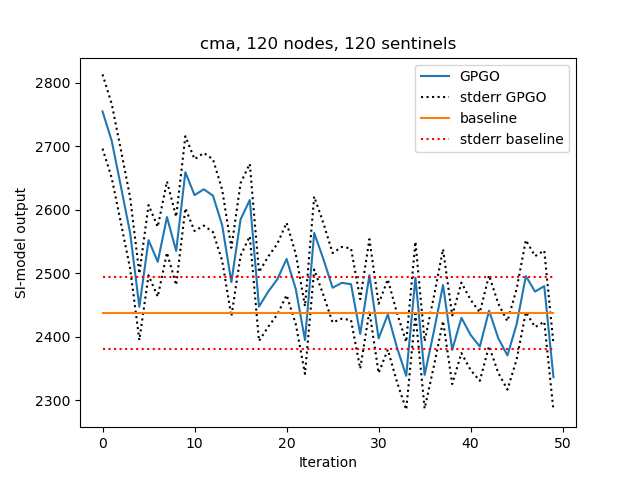 cma, 120 nodes, 120 sentinels
GPGO
stderr GPGO
baseline
stderr baseline
SI-model output
2800
2700
2600
2500
2400
2300
0 10 20 30 40 50
Iteration